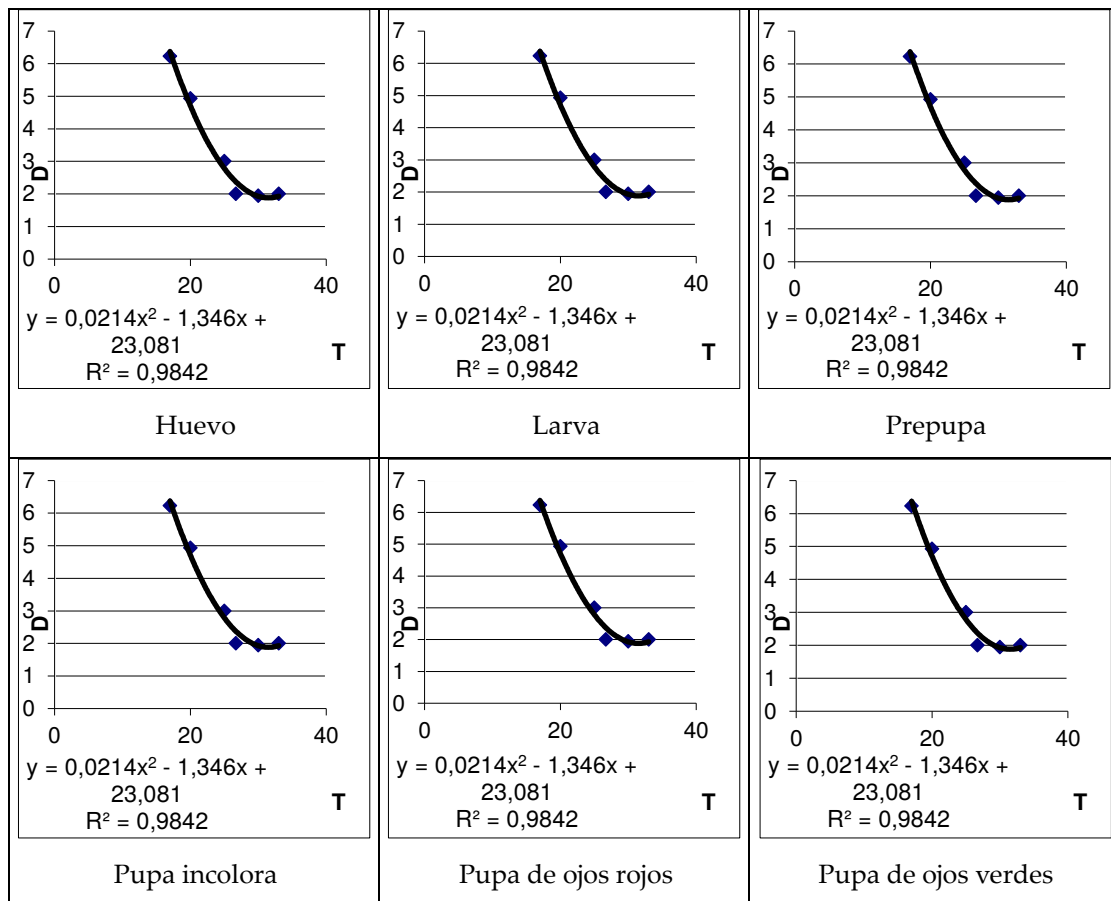 7
6
5
4
3
2
1
0
D
0 20 40
y = 0,0214x² - 1,346x +
23,081
R² = 0,9842
T
Huevo
7
6
5
4
3
2
1
0
D
0 20 40
y = 0,0214x² - 1,346x +
23,081
R² = 0,9842
T
Larva
7
6
5
4
3
2
1
0
D
0 20 40
y = 0,0214x² - 1,346x +
23,081
R² = 0,9842
T
Prepupa
7
6
5
4
3
2
1
0
D
0 20 40
y = 0,0214x² - 1,346x +
23,081
R² = 0,9842
T
Pupa incolora
7
6
5
4
3
2
1
0
D
0 20 40
y = 0,0214x² - 1,346x +
23,081
R² = 0,9842
T
Pupa de ojos rojos
7
6
5
4
3
2
1
0
D
0 20 40
y = 0,0214x² - 1,346x +
23,081
R² = 0,9842
T
Pupa de ojos verdes